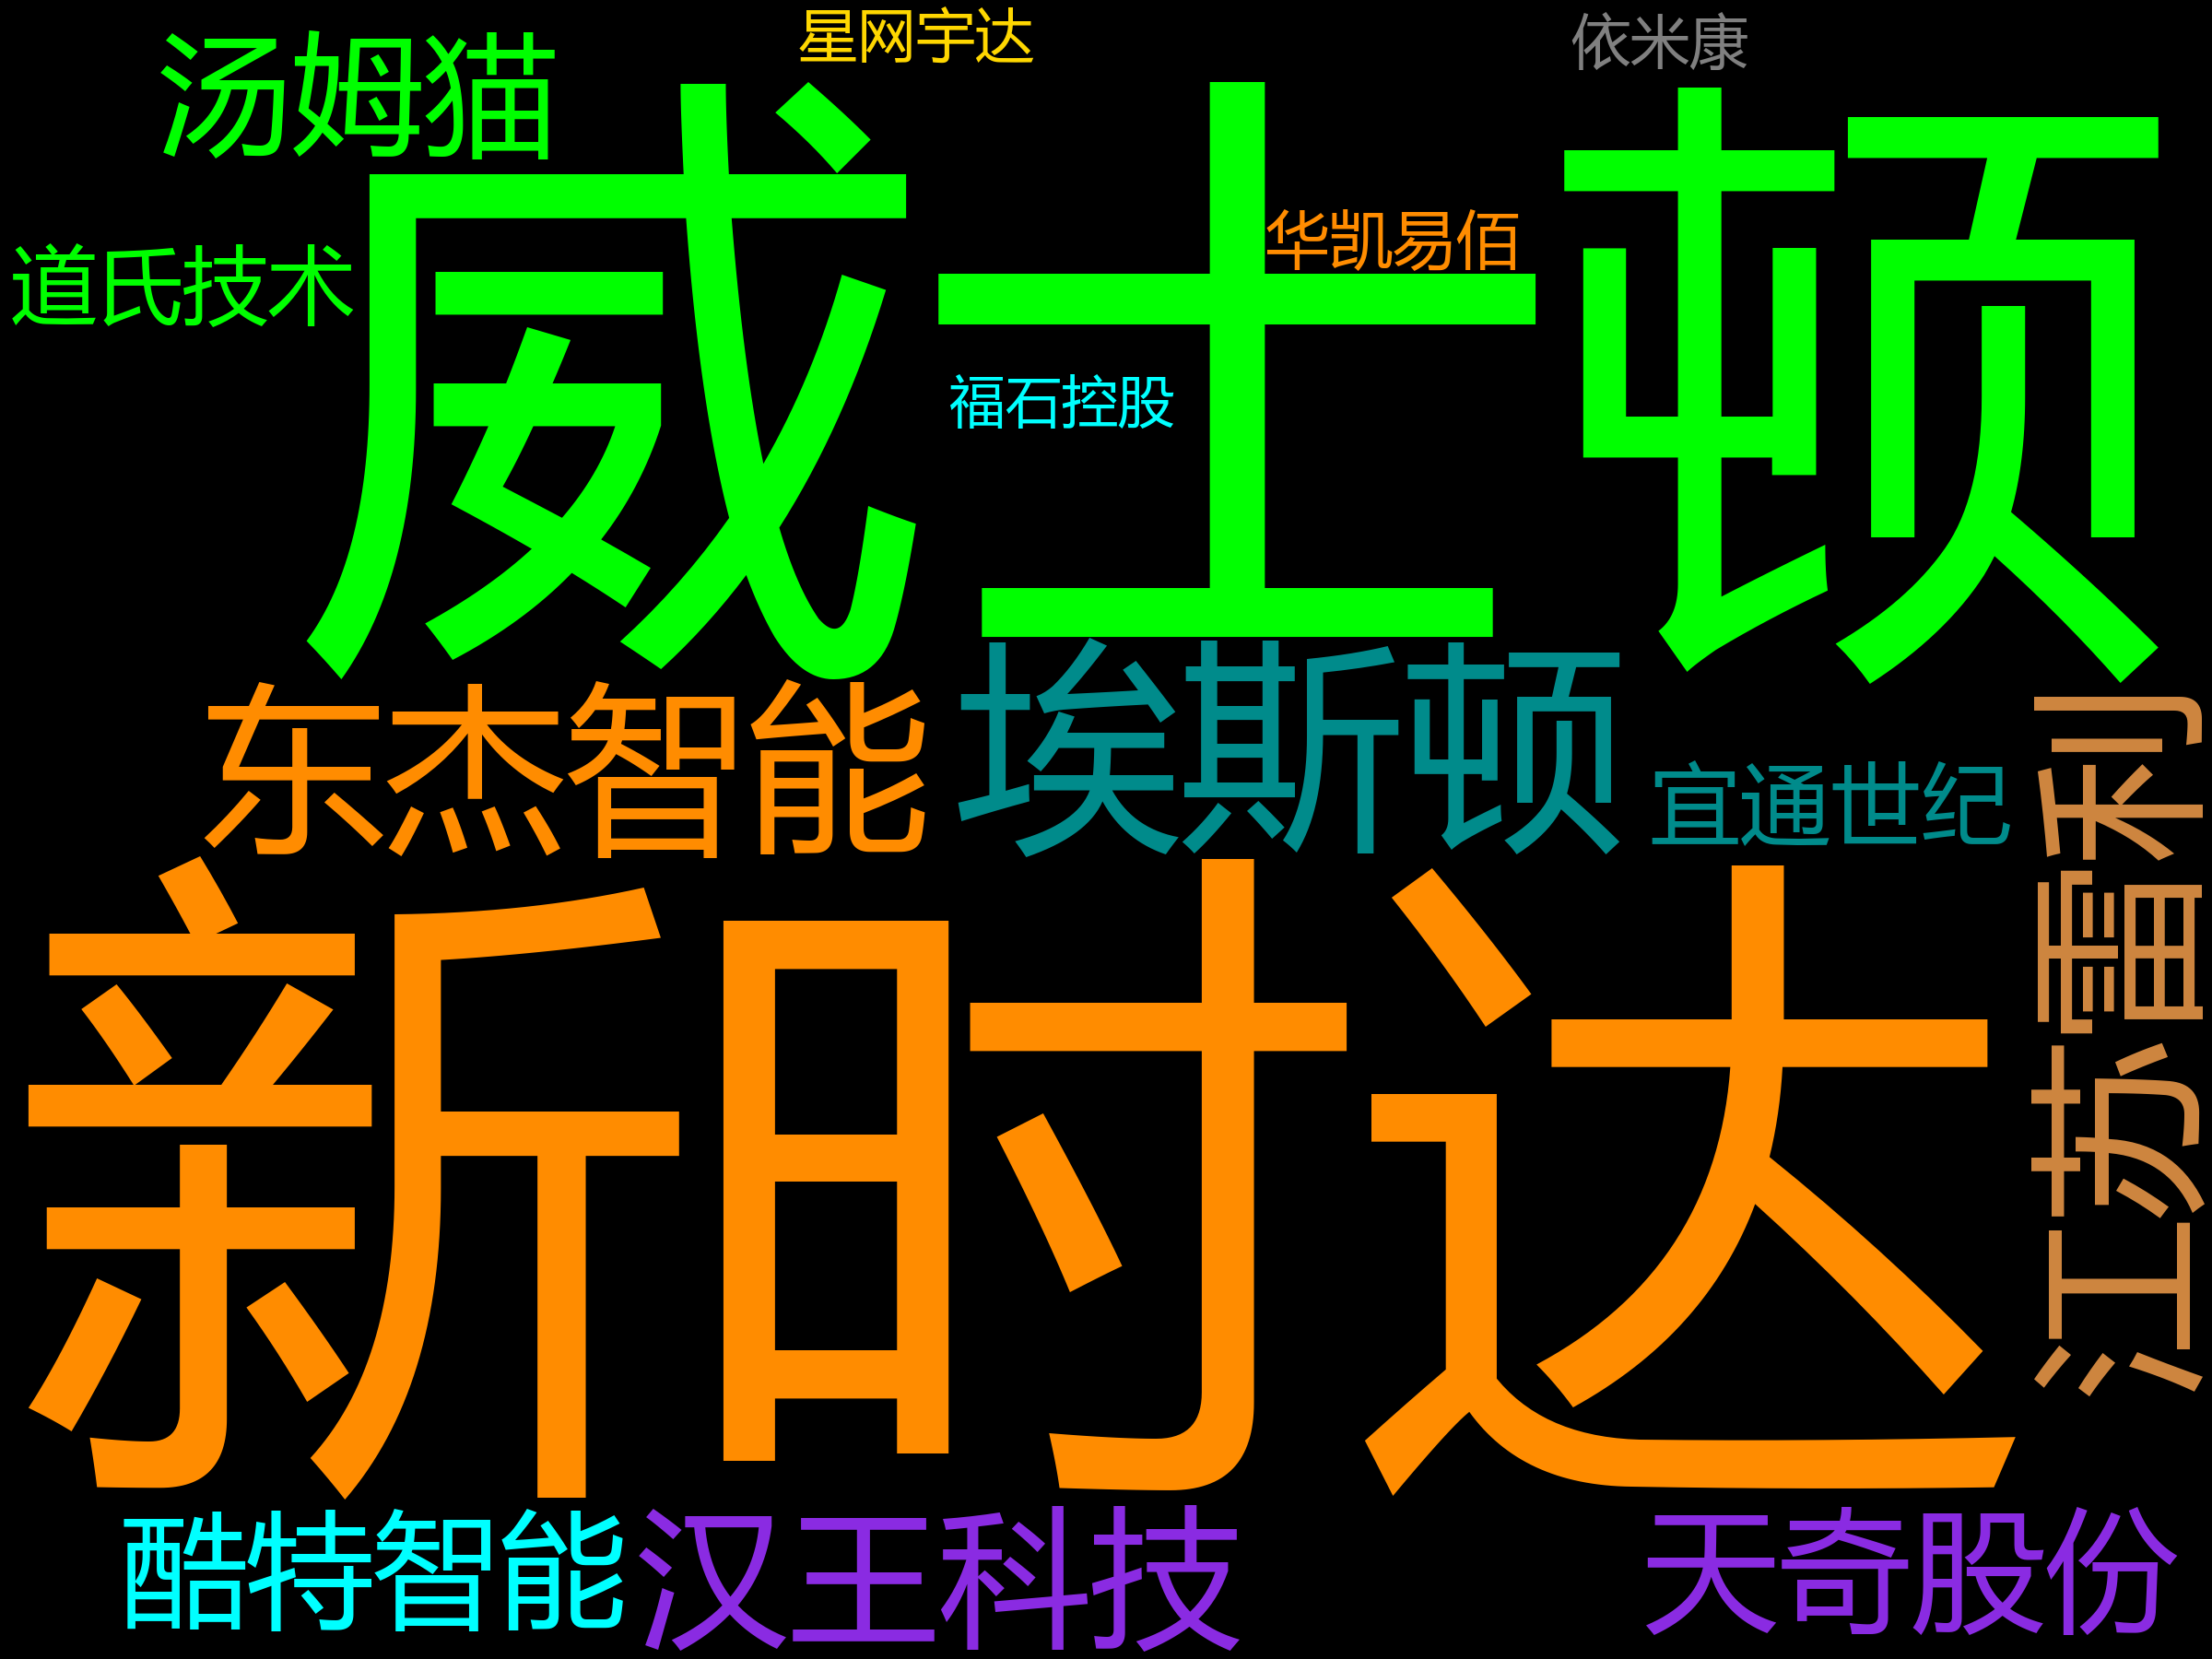 星网宇达
依米康
汤姆猫
威士顿
华凯易佰
道氏技术
福石控股
东杰智能
埃斯顿
宜通世纪
江苏雷利
新时达
酷特智能
汉王科技
天奇股份